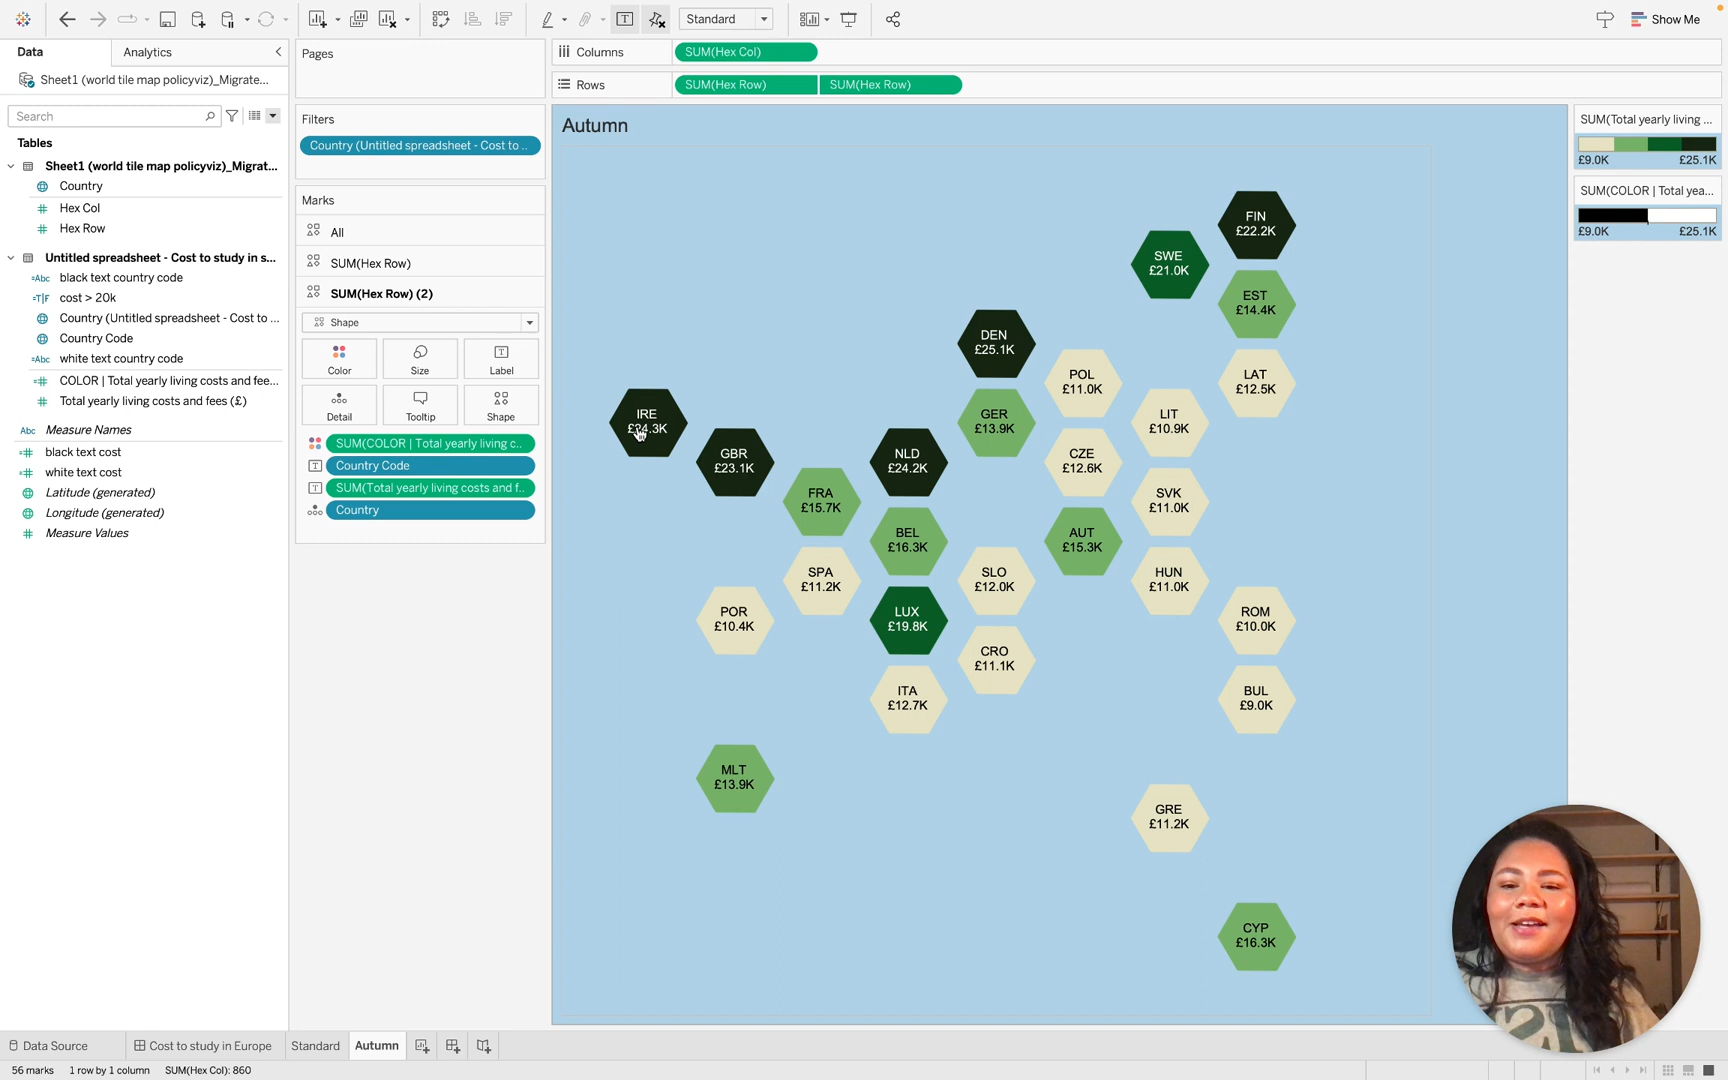 Standard
Show Me
Data
Analytics
Sheet1 (world tile map policyviz)_Migrate...
Search
Tables
Sheet1 (world tile map policyviz)_Migrat...
Country
Hex Col
Hex Row
Untitled spreadsheet - Cost to study in s...
=Abc black text country code
=T|F cost > 20k
Country (Untitled spreadsheet - Cost to ...
Country Code
=Abc white text country code
COLOR | Total yearly living costs and fee...
Total yearly living costs and fees (£)
Abc Measure Names
black text cost
white text cost
Latitude (generated)
Longitude (generated)
Measure Values
Pages
Filters
Country (Untitled spreadsheet - Cost to ..
Marks
All
SUM(Hex Row)
SUM(Hex Row) (2)
Shape
Color
Size
Label
Detail
Tooltip
Shape
SUM(COLOR | Total yearly living c..
Country Code
SUM(Total yearly living costs and f..
Country
Columns
SUM(Hex Col)
Rows
SUM(Hex Row)
SUM(Hex Row)
Autumn
FIN
£22.2K
SWE
£21.0K
EST
£14.4K
DEN
£25.1K
POL
£11.0K
LAT
£12.5K
IRE
£24.3K
GER
£13.9K
LIT
£10.9K
GBR
£23.1K
NLD
£24.2K
CZE
£12.6K
FRA
£15.7K
SVK
£11.0K
BEL
£16.3K
AUT
£15.3K
SPA
£11.2K
SLO
£12.0K
HUN
£11.0K
POR
£10.4K
LUX
£19.8K
ROM
£10.0K
CRO
£11.1K
ITA
£12.7K
BUL
£9.0K
MLT
£13.9K
GRE
£11.2K
CYP
£16.3K
SUM(Total yearly living ...
£9.0K
£25.1K
SUM(COLOR | Total yea...
£9.0K
£25.1K
Data Source
Cost to study in Europe
Standard
Autumn
56 marks
1 row by 1 column
SUM(Hex Col): 860